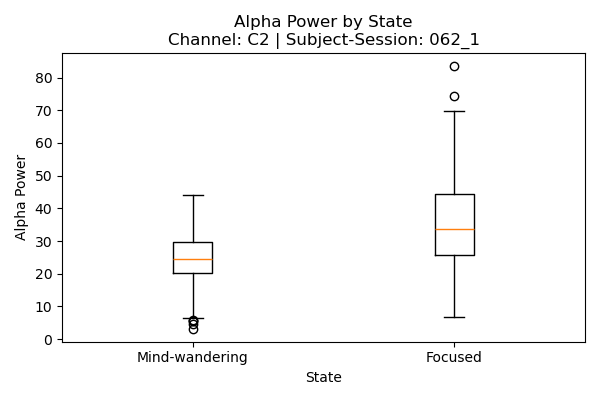 Alpha Power by State
Channel: C2 | Subject-Session: 062_1
Alpha Power
80
70
60
50
40
30
20
10
0
Mind-wandering
Focused
State